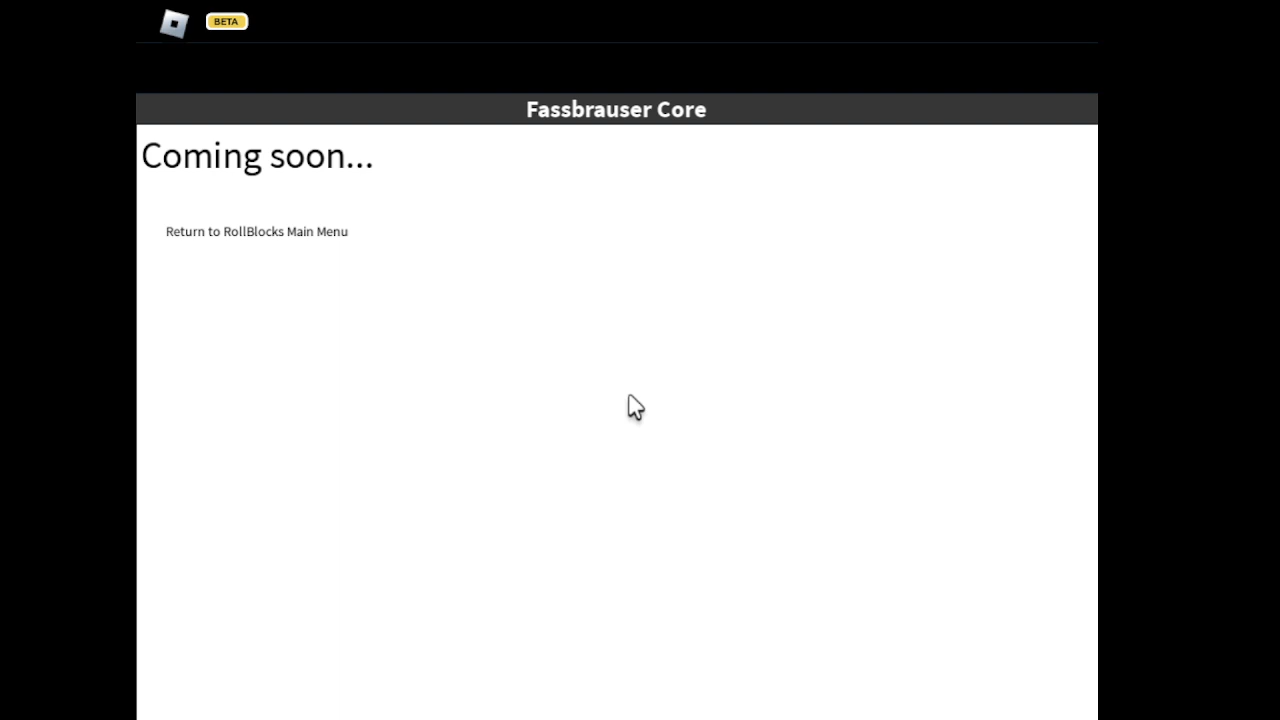 BETA
Fassbrauser Core
Coming soon...
Return to RollBlocks Main Menu